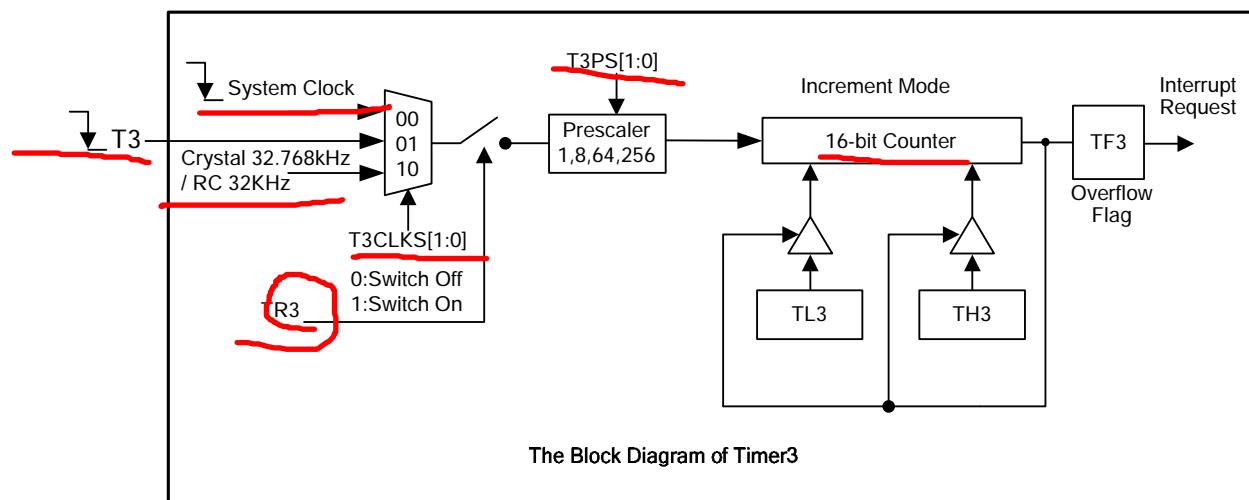 T3PS[1:0]
System Clock
Increment Mode
Interrupt
Request
T3
00
01
10
Crystal 32.768kHz
/ RC 32KHz
Prescaler
1,8,64,256
16-bit Counter
TF3
Overflow
Flag
T3CLKS[1:0]
0:Switch Off
1:Switch On
TR3
TL3
TH3
The Block Diagram of Timer3